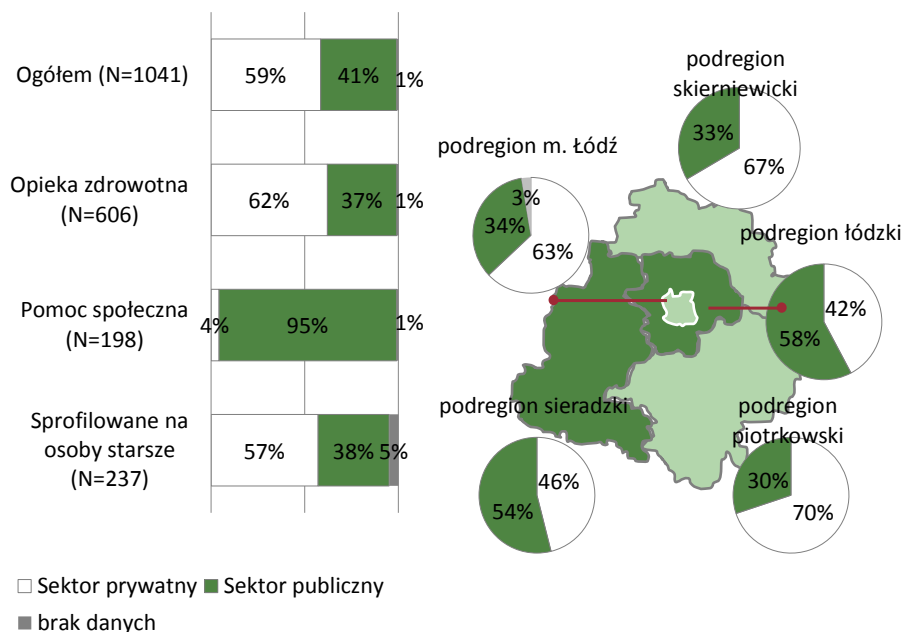 Ogółem (N=1041)
59%
41%
1%
Opieka zdrowotna
(N=606)
62%
37%
1%
Pomoc społeczna
(N=198)
4%
95%
1%
Sprofilowane na
osoby starsze
(N=237)
57%
38%
5%
Sektor prywatny
Sektor publiczny
brak danych
podregion
skierniewicki
33%
67%
podregion m. Łódź
3%
34%
63%
podregion łódzki
42%
58%
podregion sieradzki
46%
54%
podregion
piotrkowski
30%
70%